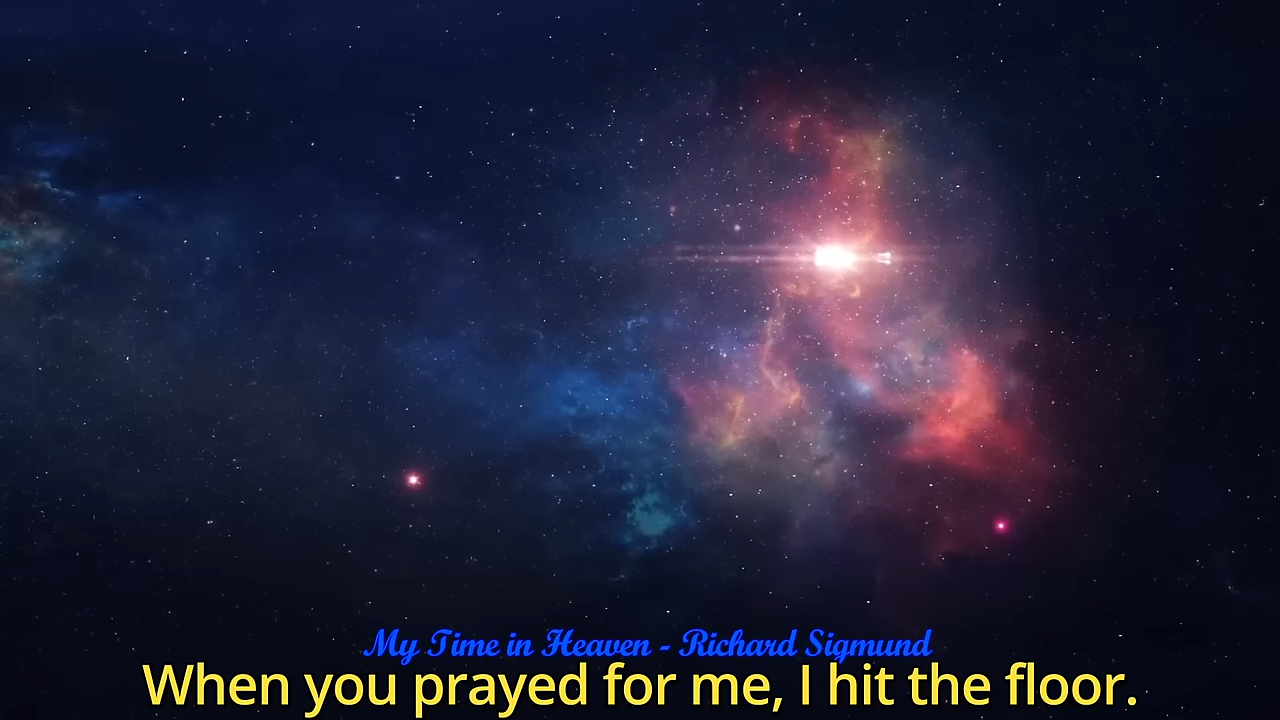 My Time in Heaven - Richard Sigmund
When you prayed for me, I hit the floor.